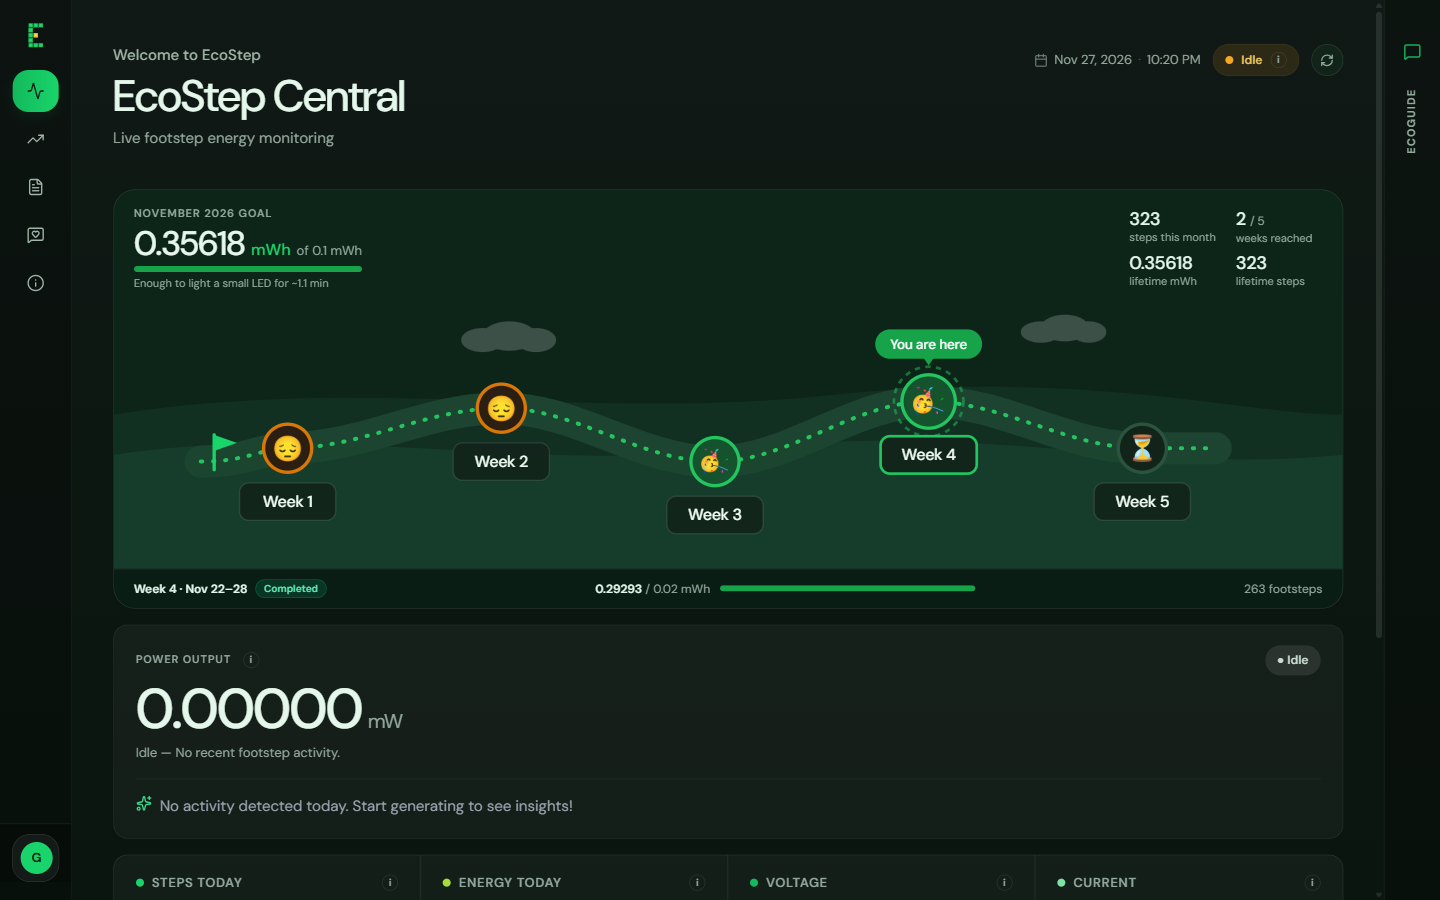 Welcome to EcoStep
EcoStep Central
Live footstep energy monitoring
Nov 27, 2026 · 10:20 PM
Idle
i
ECOGUIDE
NOVEMBER 2026 GOAL
0.35618 mWh of 0.1 mWh
Enough to light a small LED for ~1.1 min
323
steps this month
2 / 5
weeks reached
0.35618
lifetime mWh
323
lifetime steps
You are here
Week 1
Week 2
Week 3
Week 4
Week 5
Week 4 · Nov 22–28 Completed
0.29293 / 0.02 mWh
263 footsteps
POWER OUTPUT i
Idle
0.00000 mW
Idle — No recent footstep activity.
No activity detected today. Start generating to see insights!
STEPS TODAY i
ENERGY TODAY i
VOLTAGE i
CURRENT i
G